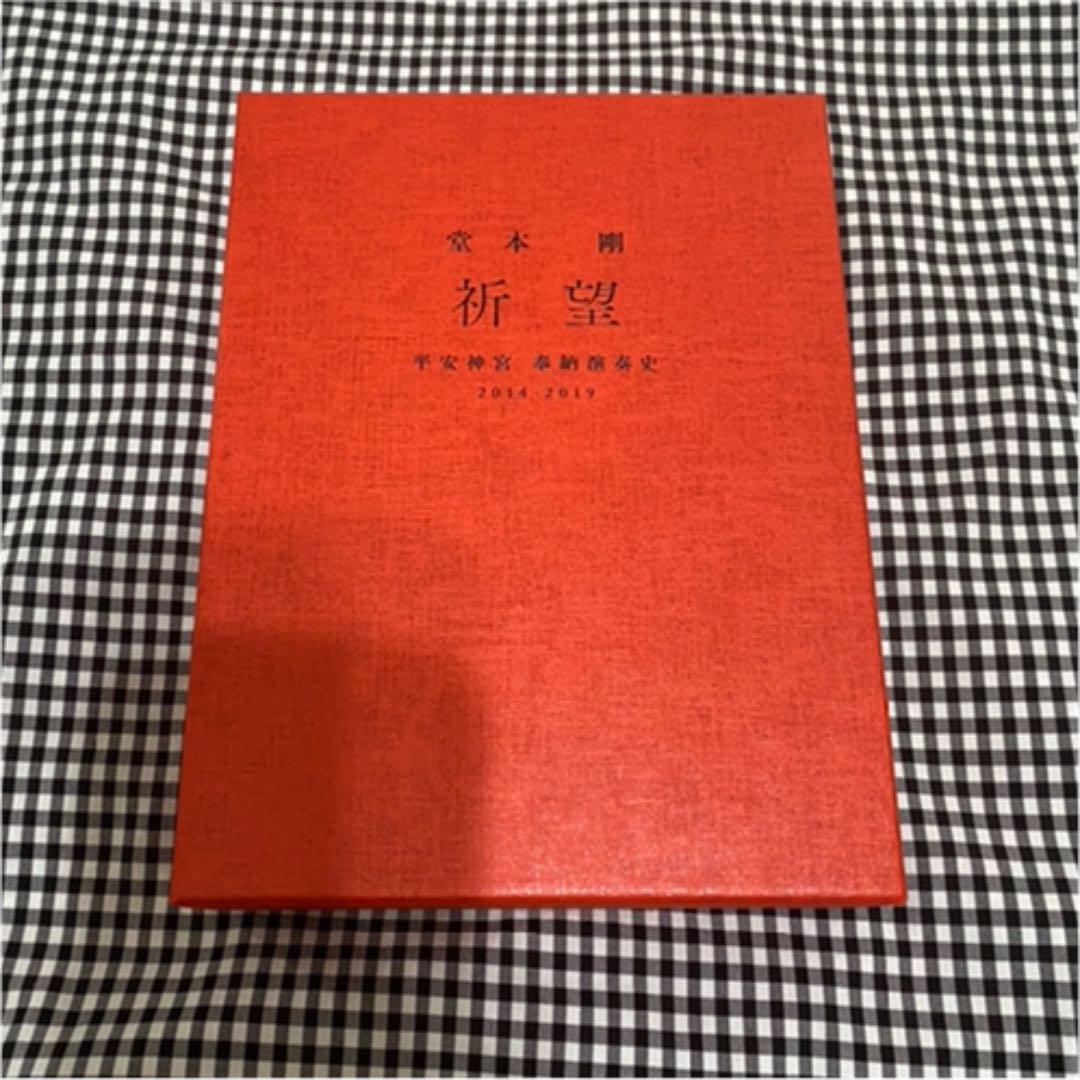 堂本 剛
祈望
平安神宮 奉納演奏史
2014-2019